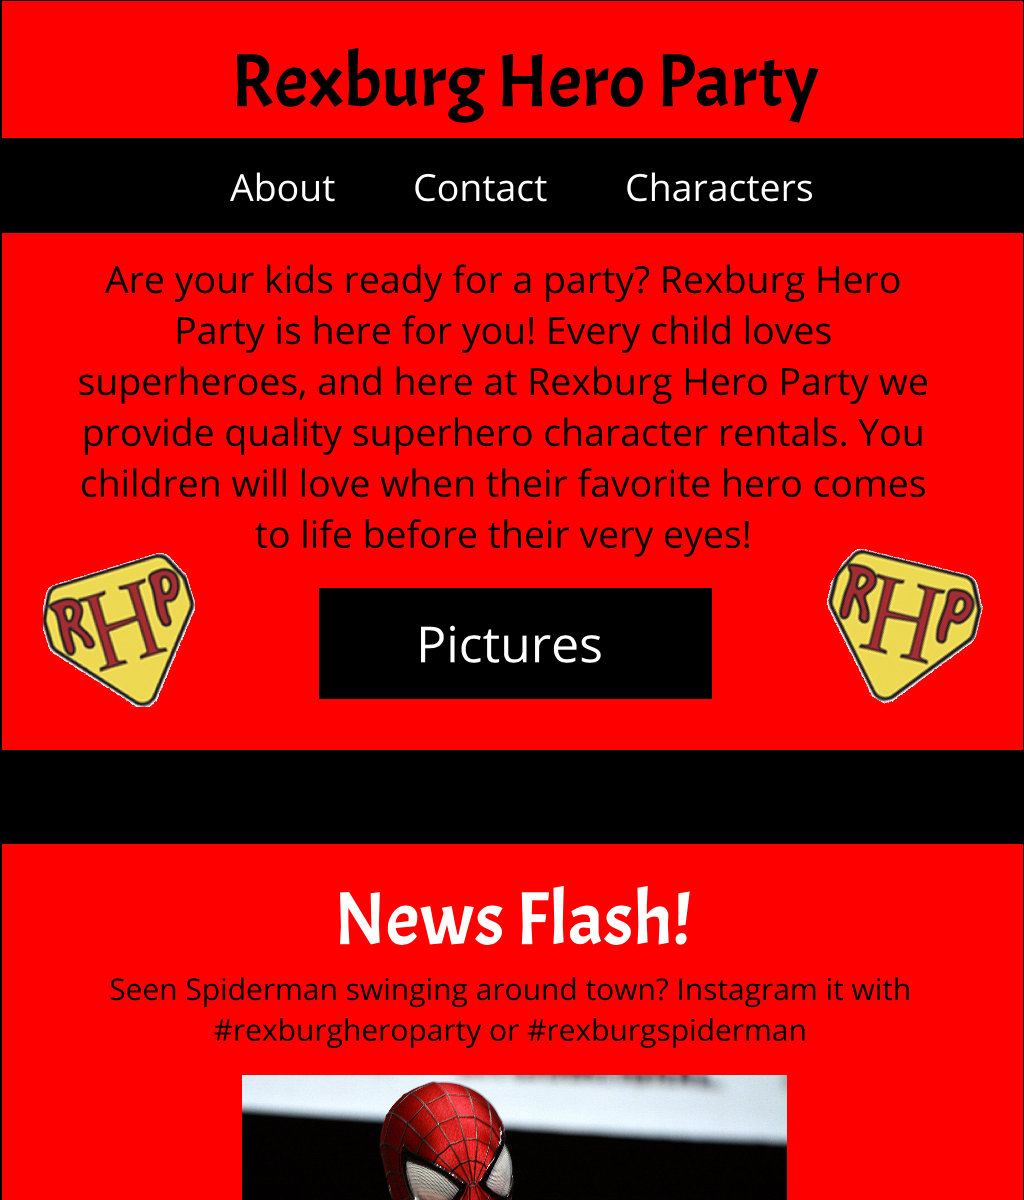 Rexburg Hero Party
About Contact Characters
Are your kids ready for a party? Rexburg Hero
Party is here for you! Every child loves
superheroes, and here at Rexburg Hero Party we
provide quality superhero character rentals. You
children will love when their favorite hero comes
to life before their very eyes!
RHP
Pictures
RHP
News Flash!
Seen Spiderman swinging around town? Instagram it with
#rexburgheroparty or #rexburgspiderman